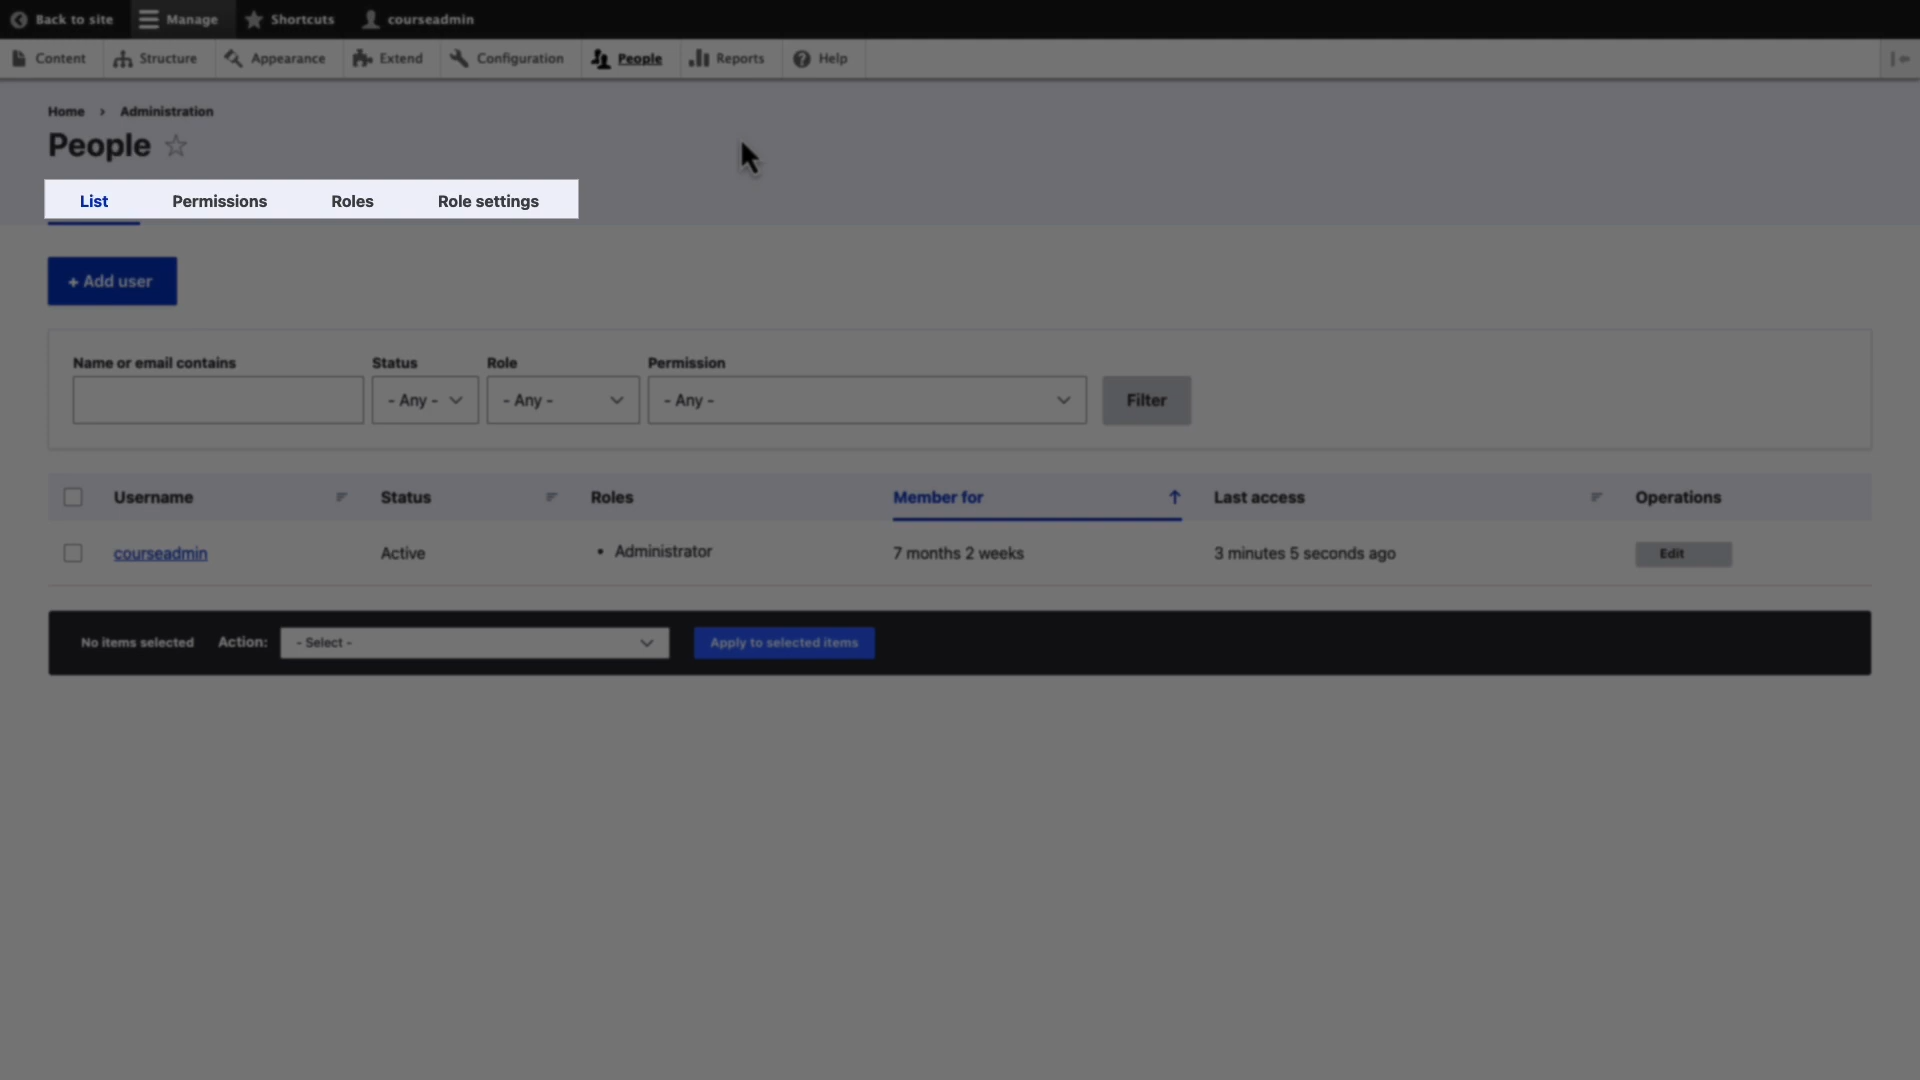 Back to site Manage Shortcuts courseadmin
Content Structure Appearance Extend Configuration People Reports Help
Home › Administration
People
List Permissions Roles Role settings
+ Add user
Name or email contains Status Role Permission
- Any - - Any - - Any - Filter
Username Status Roles Member for Last access Operations
courseadmin Active • Administrator 7 months 2 weeks 3 minutes 5 seconds ago Edit
No items selected Action: - Select - Apply to selected items